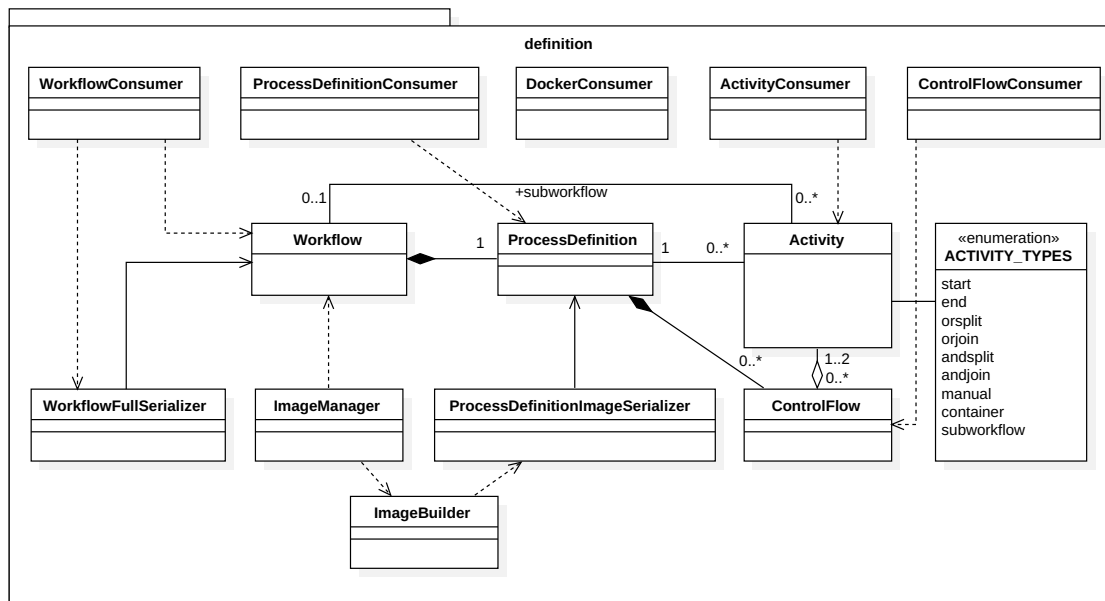 definition
WorkflowConsumer
ProcessDefinitionConsumer
DockerConsumer
ActivityConsumer
ControlFlowConsumer
+subworkflow
0..1
0..*
Workflow
1
ProcessDefinition
1
0..*
Activity
«enumeration»
ACTIVITY_TYPES
start
end
orsplit
orjoin
andsplit
andjoin
manual
container
subworkflow
0..*
1..2
0..*
WorkflowFullSerializer
ImageManager
ProcessDefinitionImageSerializer
ControlFlow
ImageBuilder